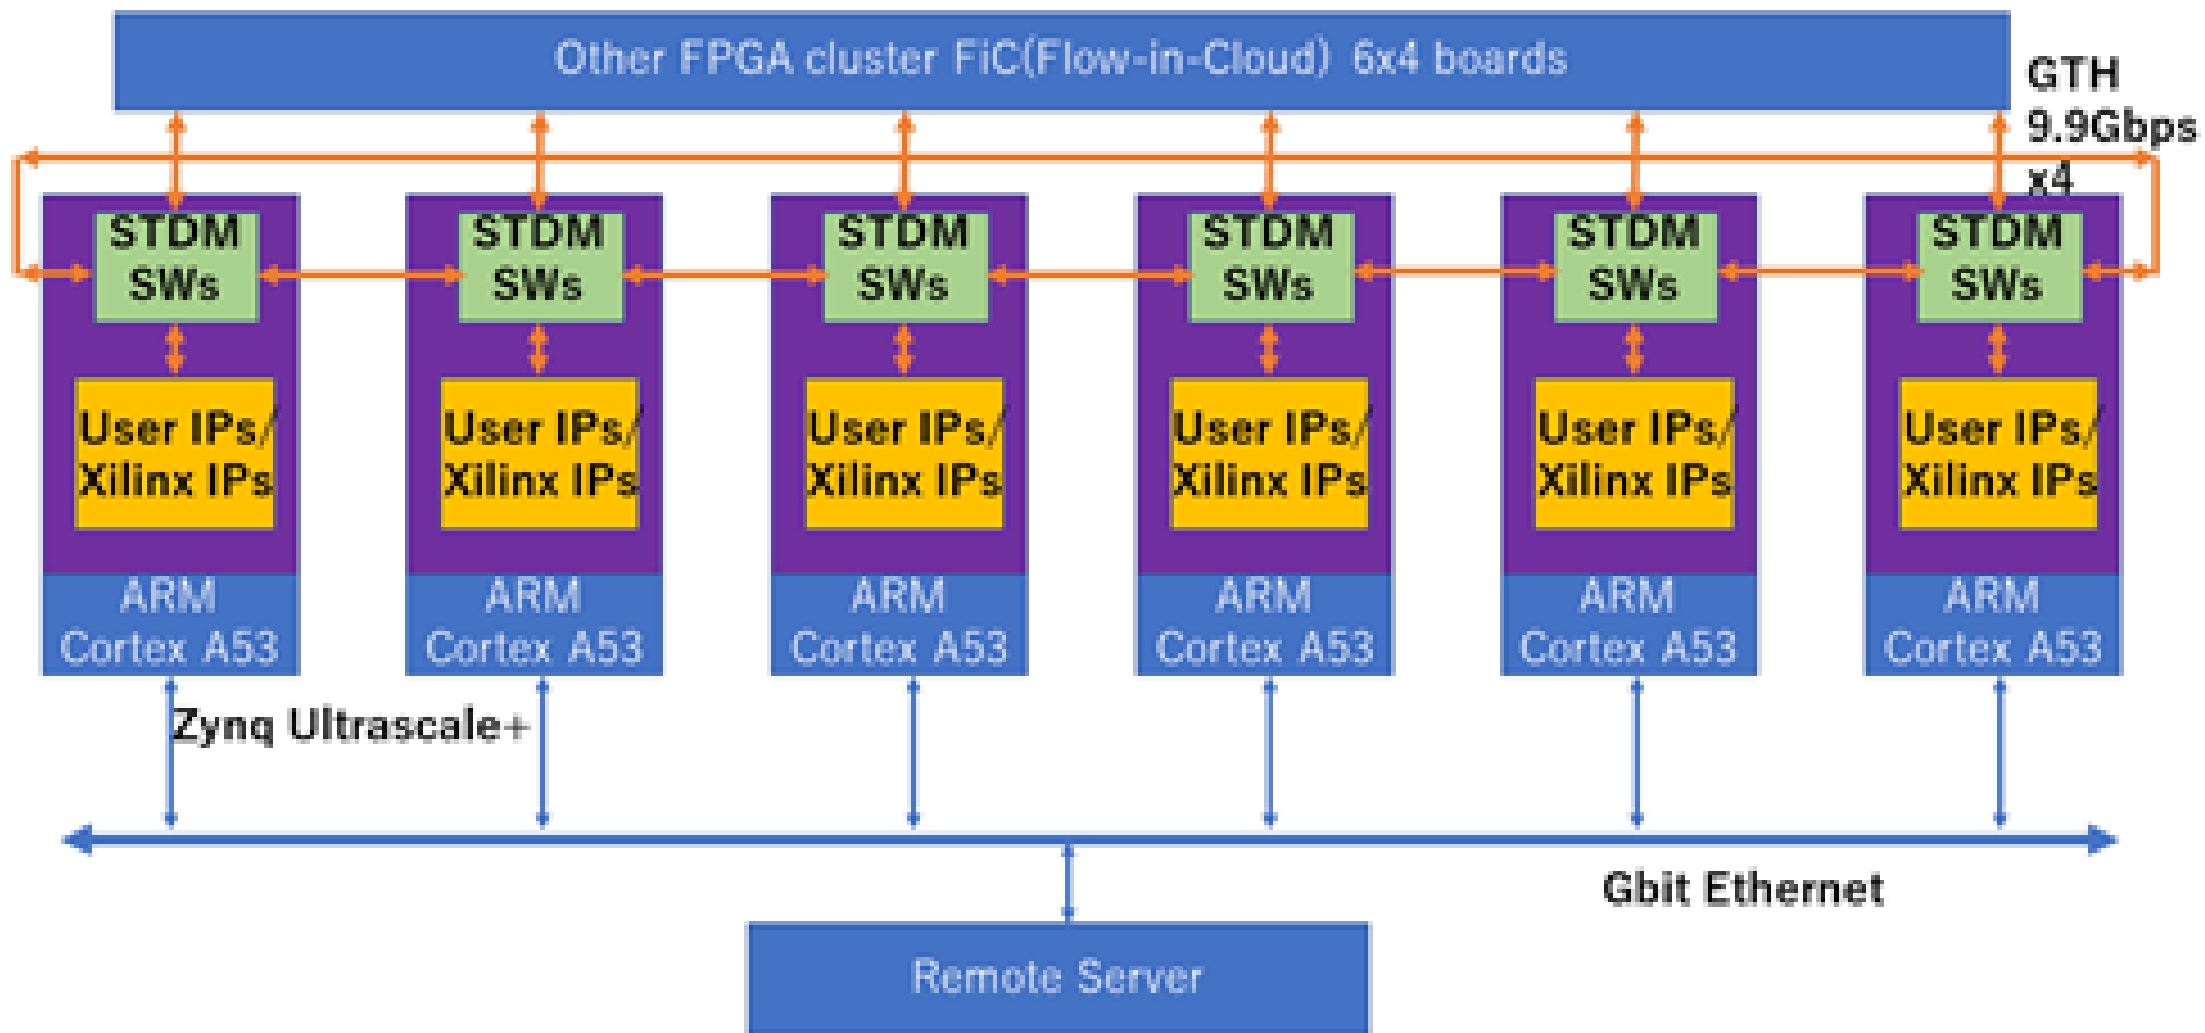 Other FPGA cluster FiC(Flow-in-Cloud) 6x4 boards
GTH
9.9Gbps
x4
STDM
SWs
STDM
SWs
STDM
SWs
STDM
SWs
STDM
SWs
STDM
SWs
User IPs/
Xilinx IPs
User IPs/
Xilinx IPs
User IPs/
Xilinx IPs
User IPs/
Xilinx IPs
User IPs/
Xilinx IPs
User IPs/
Xilinx IPs
ARM
Cortex A53
ARM
Cortex A53
ARM
Cortex A53
ARM
Cortex A53
ARM
Cortex A53
ARM
Cortex A53
Zynq Ultrascale+
Gbit Ethernet
Remote Server